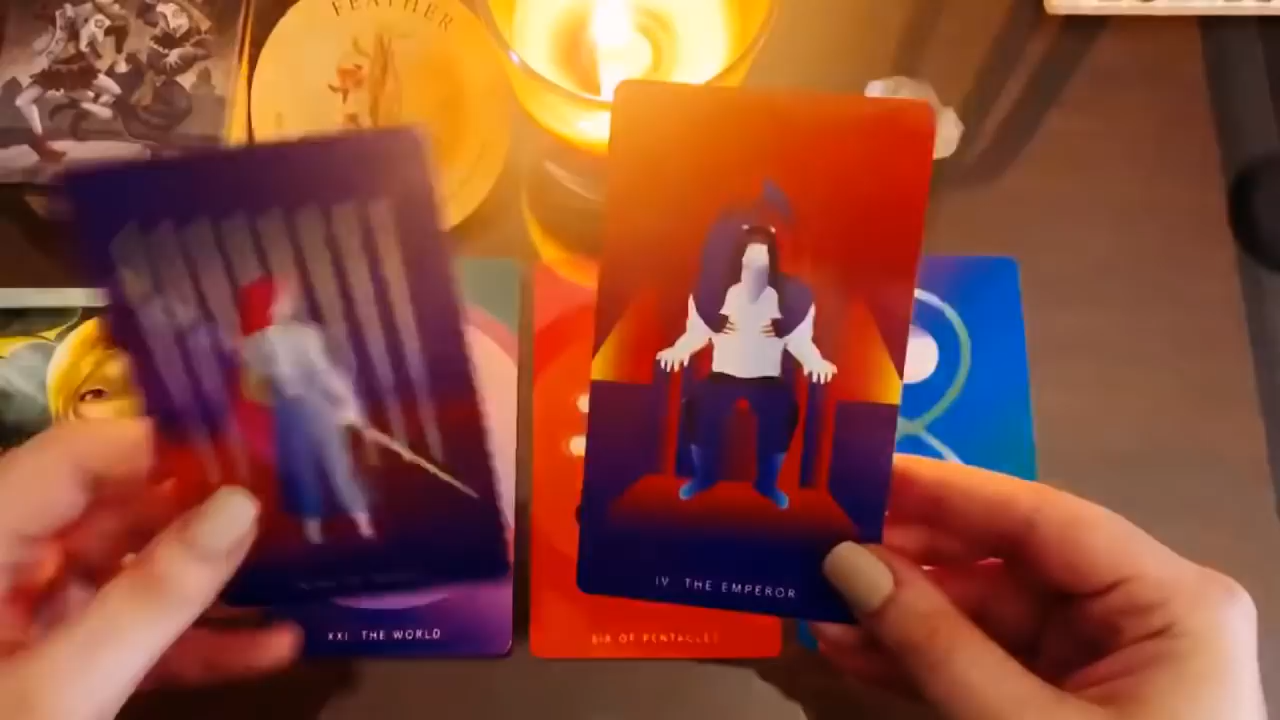 FEATHER
IV THE EMPEROR
XXI THE WORLD
SIX OF PENTACLES